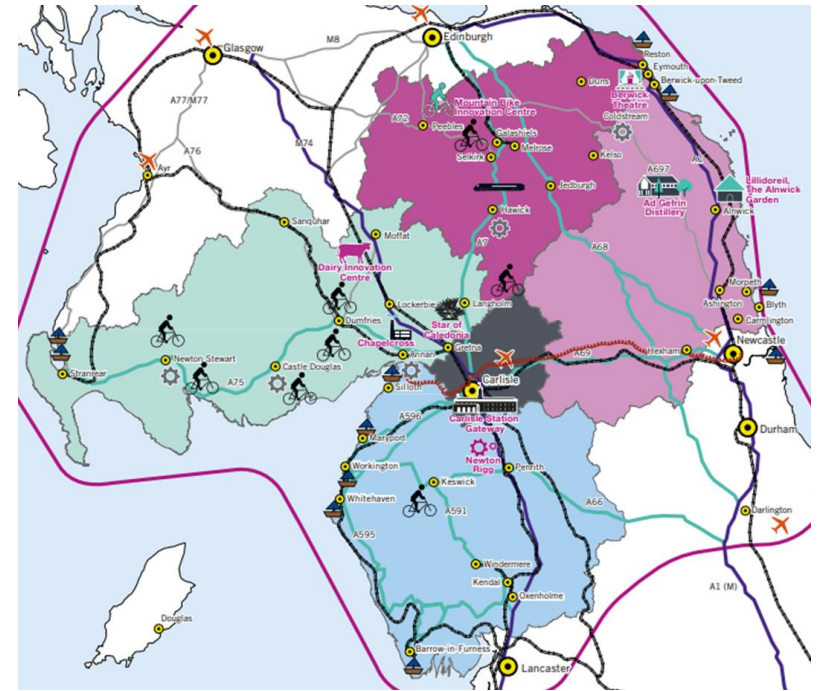 Glasgow
M8
Edinburgh
Reston
Eymouth
Berwick-upon-Tweed
Duns
Berwick
Theatre
Coldstream
A77/M77
A76
M74
A72
Mountain Bike
Innovation Centre
Peebles
Galashiels
Melrose
Selkirk
Kelso
A1
A697
Lillidoreil,
The Alnwick
Garden
Ayr
Jedburgh
Ad Gefrin
Distillery
Alnwick
Sanquhar
Hawick
Moffat
A7
A68
Dairy Innovation
Centre
Morpeth
Ashington
Blyth
Carmlington
Lockerbie
Langholm
Star of
Caledonia
Dumfries
Chapelcross
Annan
Gretna
Newcastle
Hexham
A69
Newton Stewart
Castle Douglas
Stranrear
A75
Silloth
Carlisle
A596
Carlisle Station
Gateway
Durham
Maryport
Newton
Rigg
Workington
Penrith
Keswick
Whitehaven
A591
A66
Darlington
A595
Windermere
Kendal
Oxenholme
A1 (M)
Douglas
Barrow-in-Furness
Lancaster